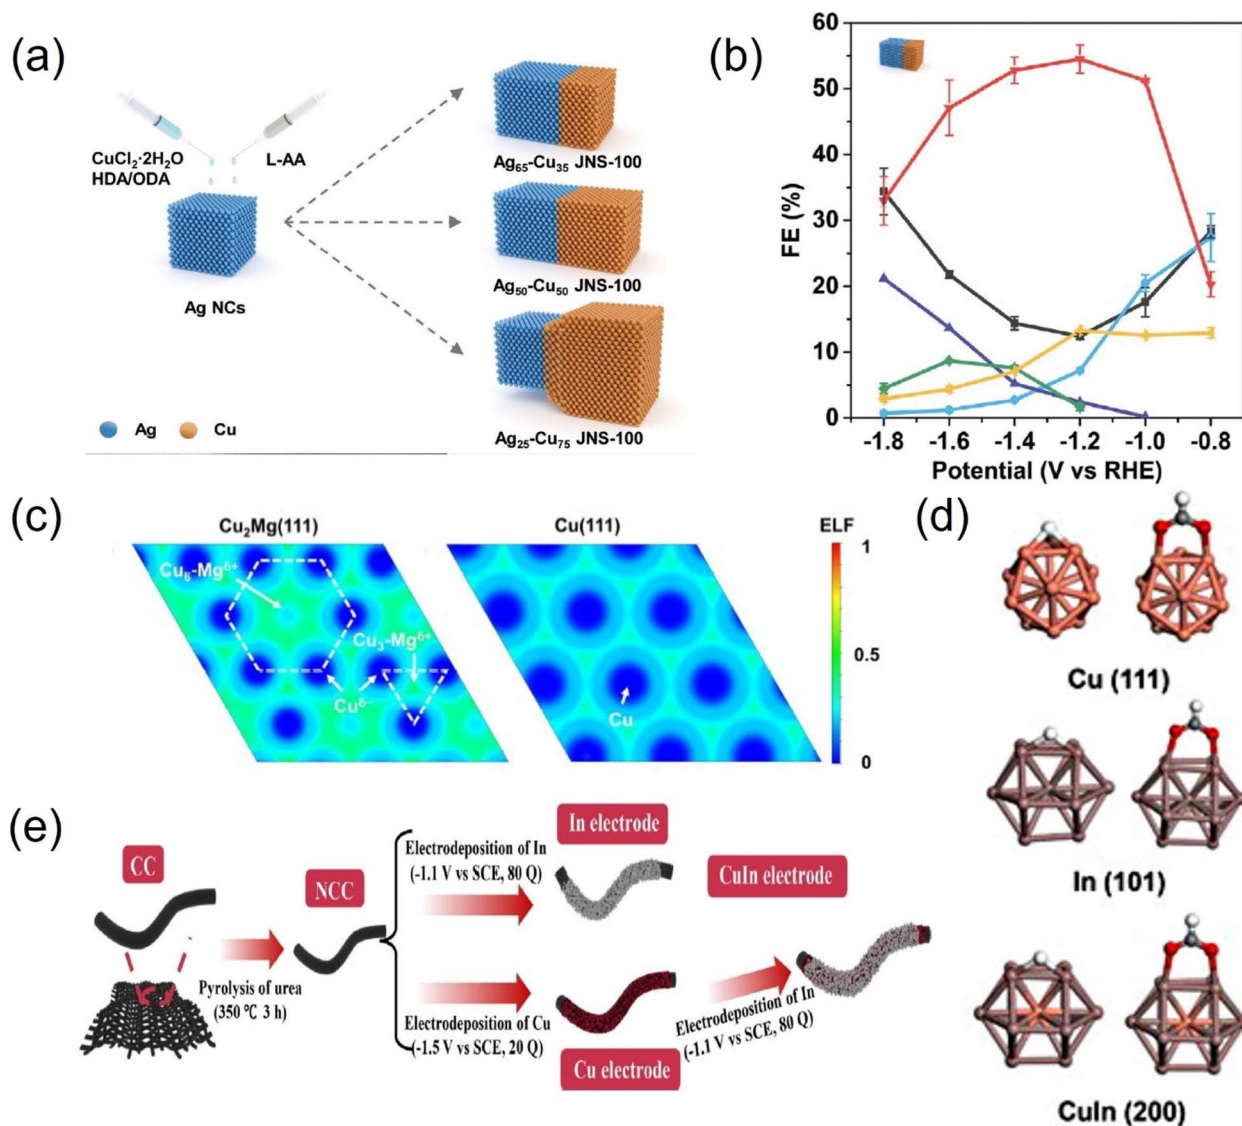 (a)
CuCl₂·2H₂O
HDA/ODA
L-AA
Ag NCs
Ag₆₅-Cu₃₅ JNS-100
Ag₅₀-Cu₅₀ JNS-100
Ag₂₅-Cu₇₅ JNS-100
Ag
Cu
(b)
FE (%)
60
50
40
30
20
10
0
-1.8
-1.6
-1.4
-1.2
-1.0
-0.8
Potential (V vs RHE)
(c)
Cu₂Mg(111)
Cu(111)
ELF
1
0.5
0
Cu₆-Mgᵟ⁺
Cu₃-Mgᵟ⁺
Cuᵟ⁻
Cu
(d)
Cu (111)
In (101)
CuIn (200)
(e)
CC
Pyrolysis of urea
(350 ℃ 3 h)
NCC
Electrodeposition of In
(-1.1 V vs SCE, 80 Q)
In electrode
Electrodeposition of Cu
(-1.5 V vs SCE, 20 Q)
Cu electrode
Electrodeposition of In
(-1.1 V vs SCE, 80 Q)
CuIn electrode